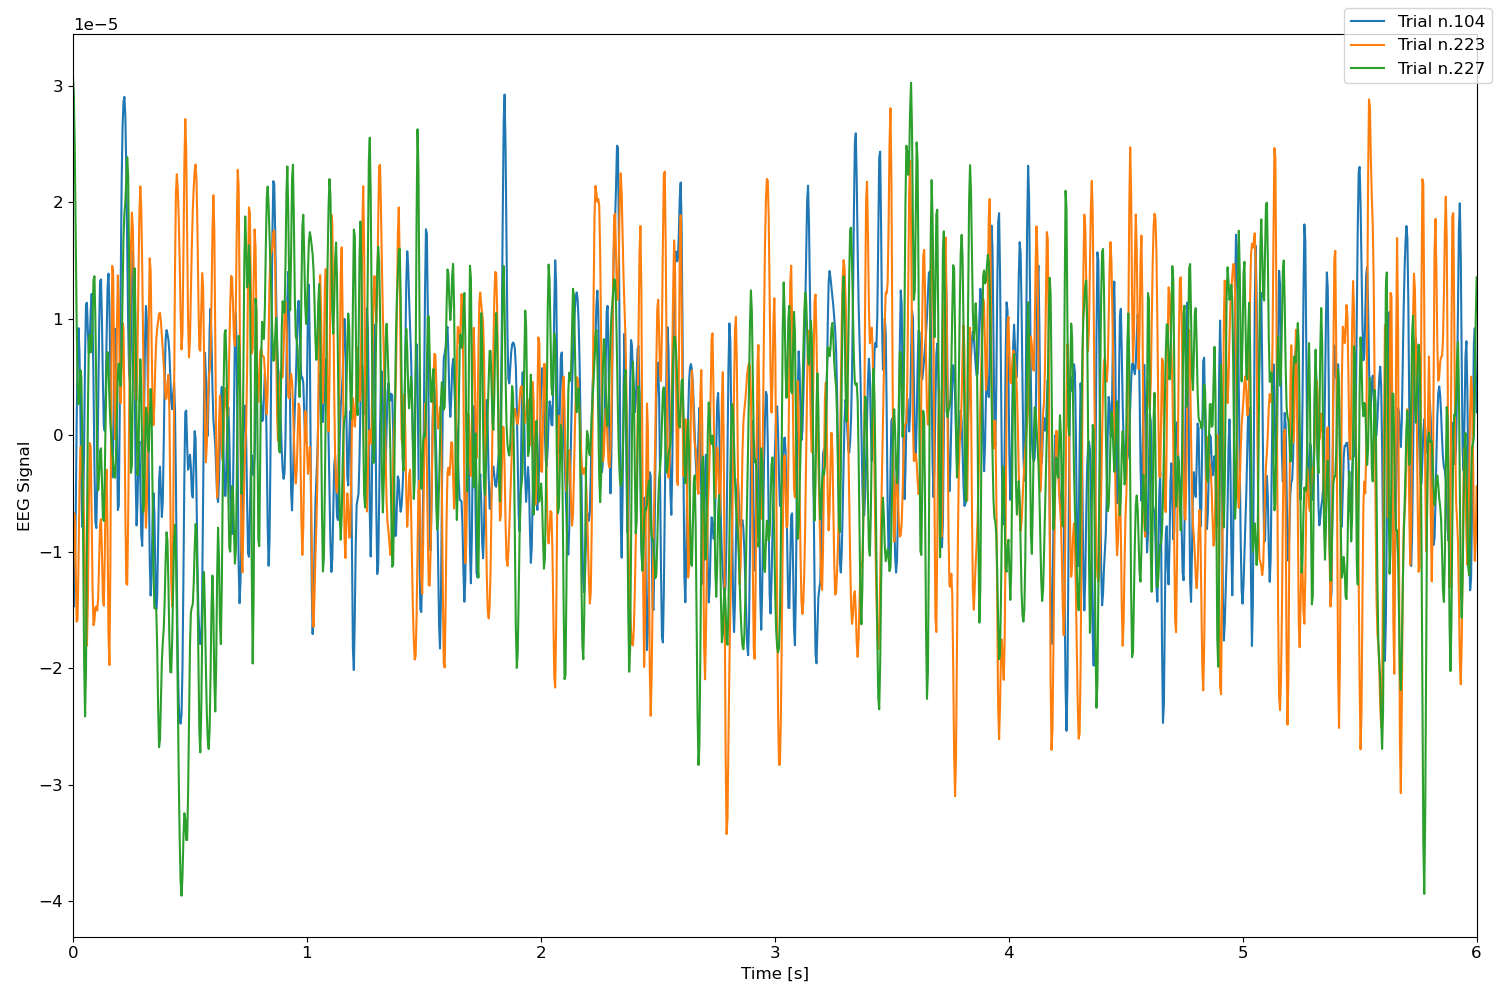 1e−5
Trial n.104
Trial n.223
Trial n.227
3
2
1
0
−1
−2
−3
−4
EEG Signal
0 1 2 3 4 5 6
Time [s]